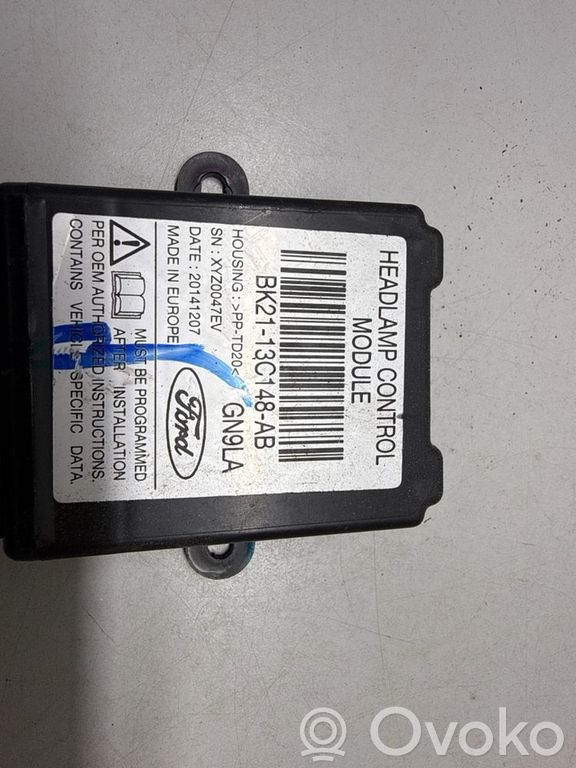 HEADLAMP CONTROL
MODULE
BK21-13C148-AB
HOUSING : >PP-TD20<
GN9LA
SN : XYZ0047EV
DATE : 20141207
MADE IN EUROPE
Ford
MUST BE PROGRAMMED
AFTER INSTALLATION
PER OEM AUTHORIZED INSTRUCTIONS.
CONTAINS VEHICLE SPECIFIC DATA.
Ovoko